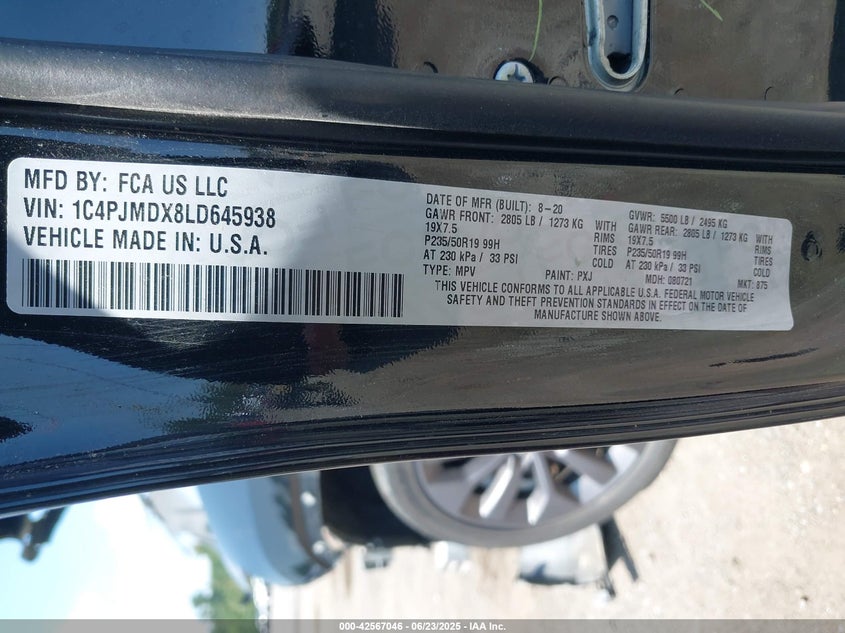 MFD BY: FCA US LLC
VIN: 1C4PJMDX8LD645938
VEHICLE MADE IN: U.S.A.
DATE OF MFR (BUILT): 8-20 GVWR: 5500 LB / 2495 KG
GAWR FRONT: 2805 LB / 1273 KG WITH GAWR REAR: 2805 LB / 1273 KG WITH
19X7.5 RIMS 19X7.5 RIMS
P235/50R19 99H TIRES P235/50R19 99H TIRES
AT 230 kPa / 33 PSI COLD AT 230 kPa / 33 PSI COLD
TYPE: MPV PAINT: PXJ MDH: 080721 MKT: 875
THIS VEHICLE CONFORMS TO ALL APPLICABLE U.S.A. FEDERAL MOTOR VEHICLE
SAFETY AND THEFT PREVENTION STANDARDS IN EFFECT ON THE DATE OF
MANUFACTURE SHOWN ABOVE.
000-42567046 - 06/23/2025 - IAA Inc.